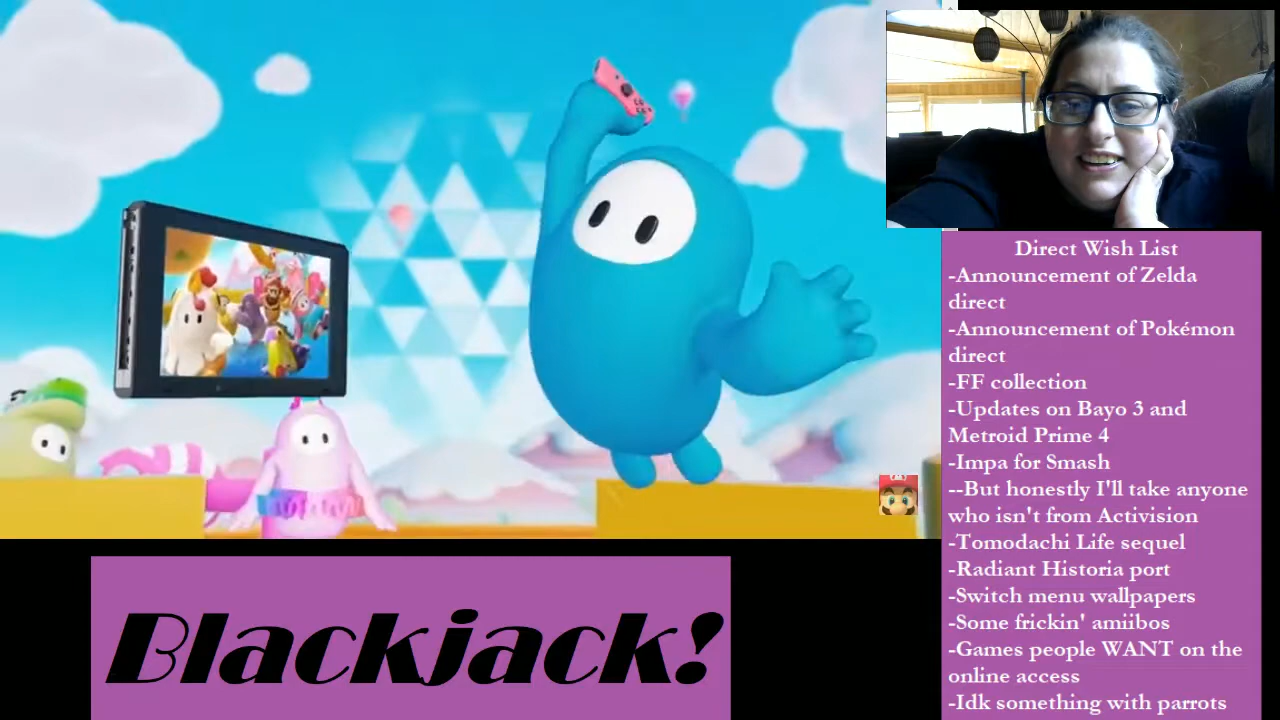 Direct Wish List
-Announcement of Zelda
direct
-Announcement of Pokémon
direct
-FF collection
-Updates on Bayo 3 and
Metroid Prime 4
-Impa for Smash
--But honestly I'll take anyone
who isn't from Activision
-Tomodachi Life sequel
-Radiant Historia port
-Switch menu wallpapers
-Some frickin' amiibos
-Games people WANT on the
online access
-Idk something with parrots
Blackjack!